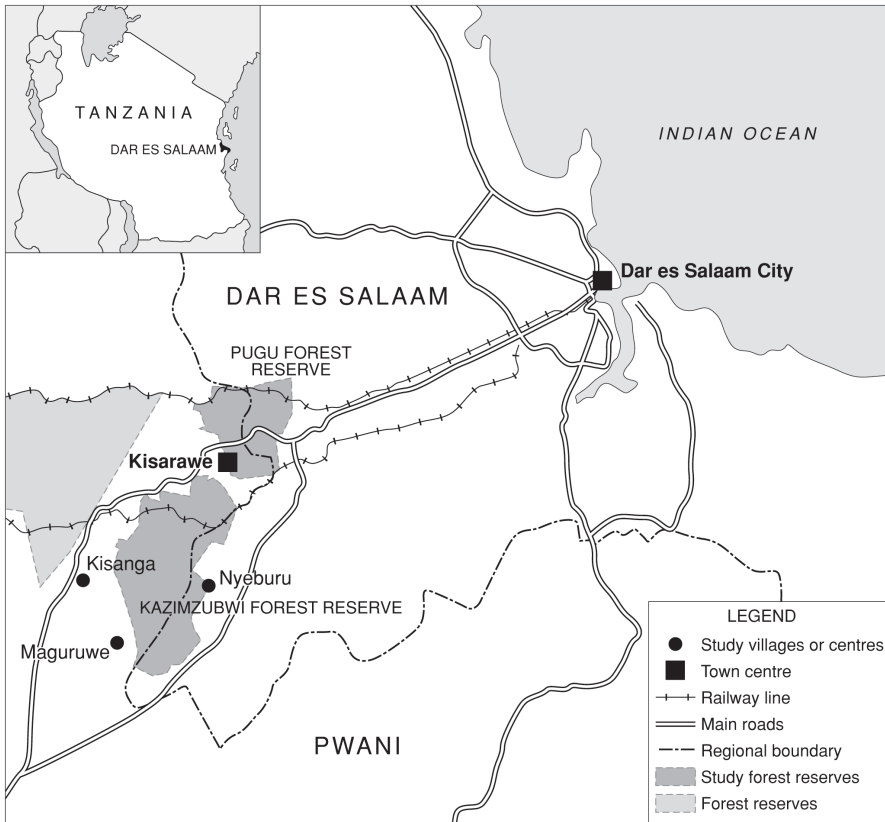 TANZANIA
DAR ES SALAAM
INDIAN OCEAN
Dar es Salaam City
DAR ES SALAAM
PUGU FOREST
RESERVE
Kisarawe
Kisanga
Nyeburu
KAZIMZUBWI FOREST RESERVE
Maguruwe
PWANI
LEGEND
Study villages or centres
Town centre
Railway line
Main roads
Regional boundary
Study forest reserves
Forest reserves